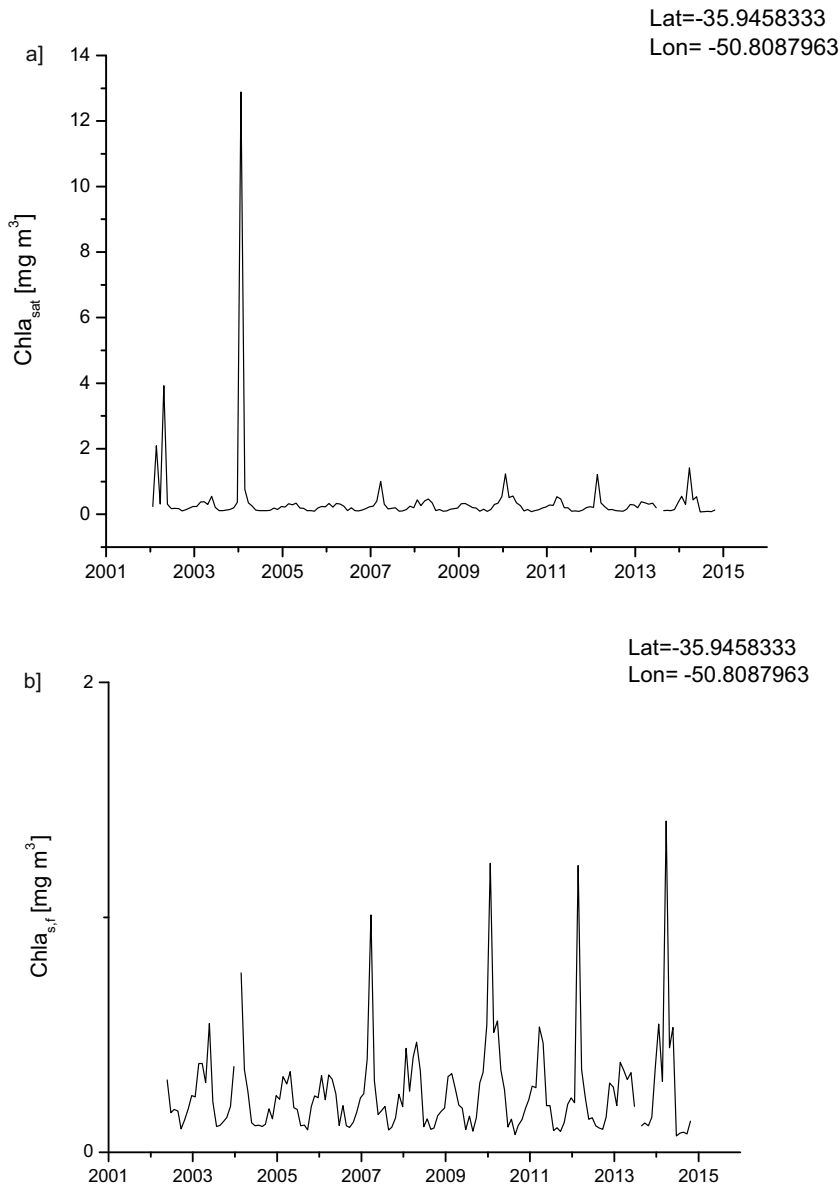 Lat=-35.9458333
Lon= -50.8087963
a]
14
12
10
8
6
4
2
0
Chla_sat [mg m^3]
2001 2003 2005 2007 2009 2011 2013 2015
Lat=-35.9458333
Lon= -50.8087963
b]
2
0
Chla_s,f [mg m^3]
2001 2003 2005 2007 2009 2011 2013 2015